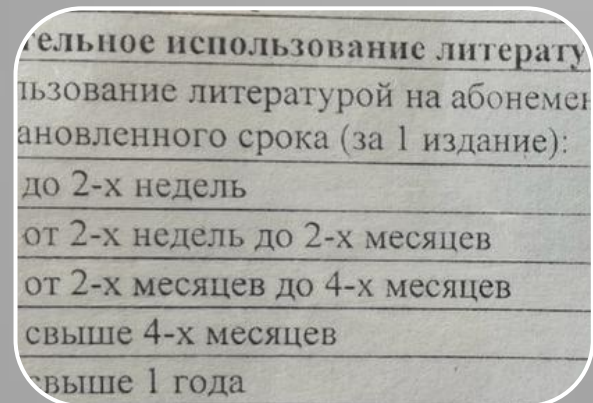 тельное использование литерату
льзование литературой на абонемен
ановленного срока (за 1 издание):
до 2-х недель
от 2-х недель до 2-х месяцев
от 2-х месяцев до 4-х месяцев
свыше 4-х месяцев
свыше 1 года